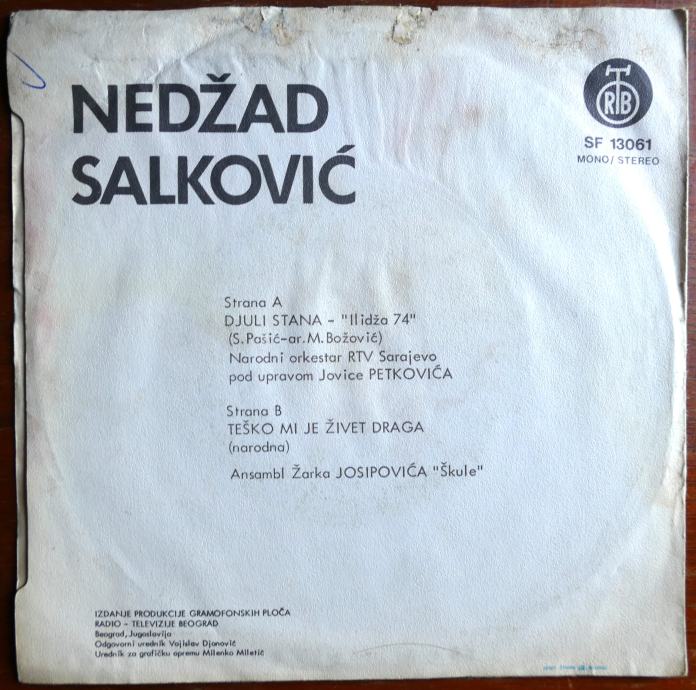 NEDŽAD
SALKOVIĆ
RTB
SF 13061
MONO/STEREO
Strana A
DJULI STANA - "Ilidža 74"
(S. Pašić-ar. M. Božović)
Narodni orkestar RTV Sarajevo
pod upravom Jovice PETKOVIĆA
Strana B
TEŠKO MI JE ŽIVET DRAGA
(narodna)
Ansambl Žarka JOSIPOVIĆA "Škule"
IZDANJE PRODUKCIJE GRAMOFONSKIH PLOČA
RADIO - TELEVIZIJE BEOGRAD
Beograd, Jugoslavija
Odgovorni urednik Vojislav Djonović
Urednik za grafičku opremu Milenko Miletić